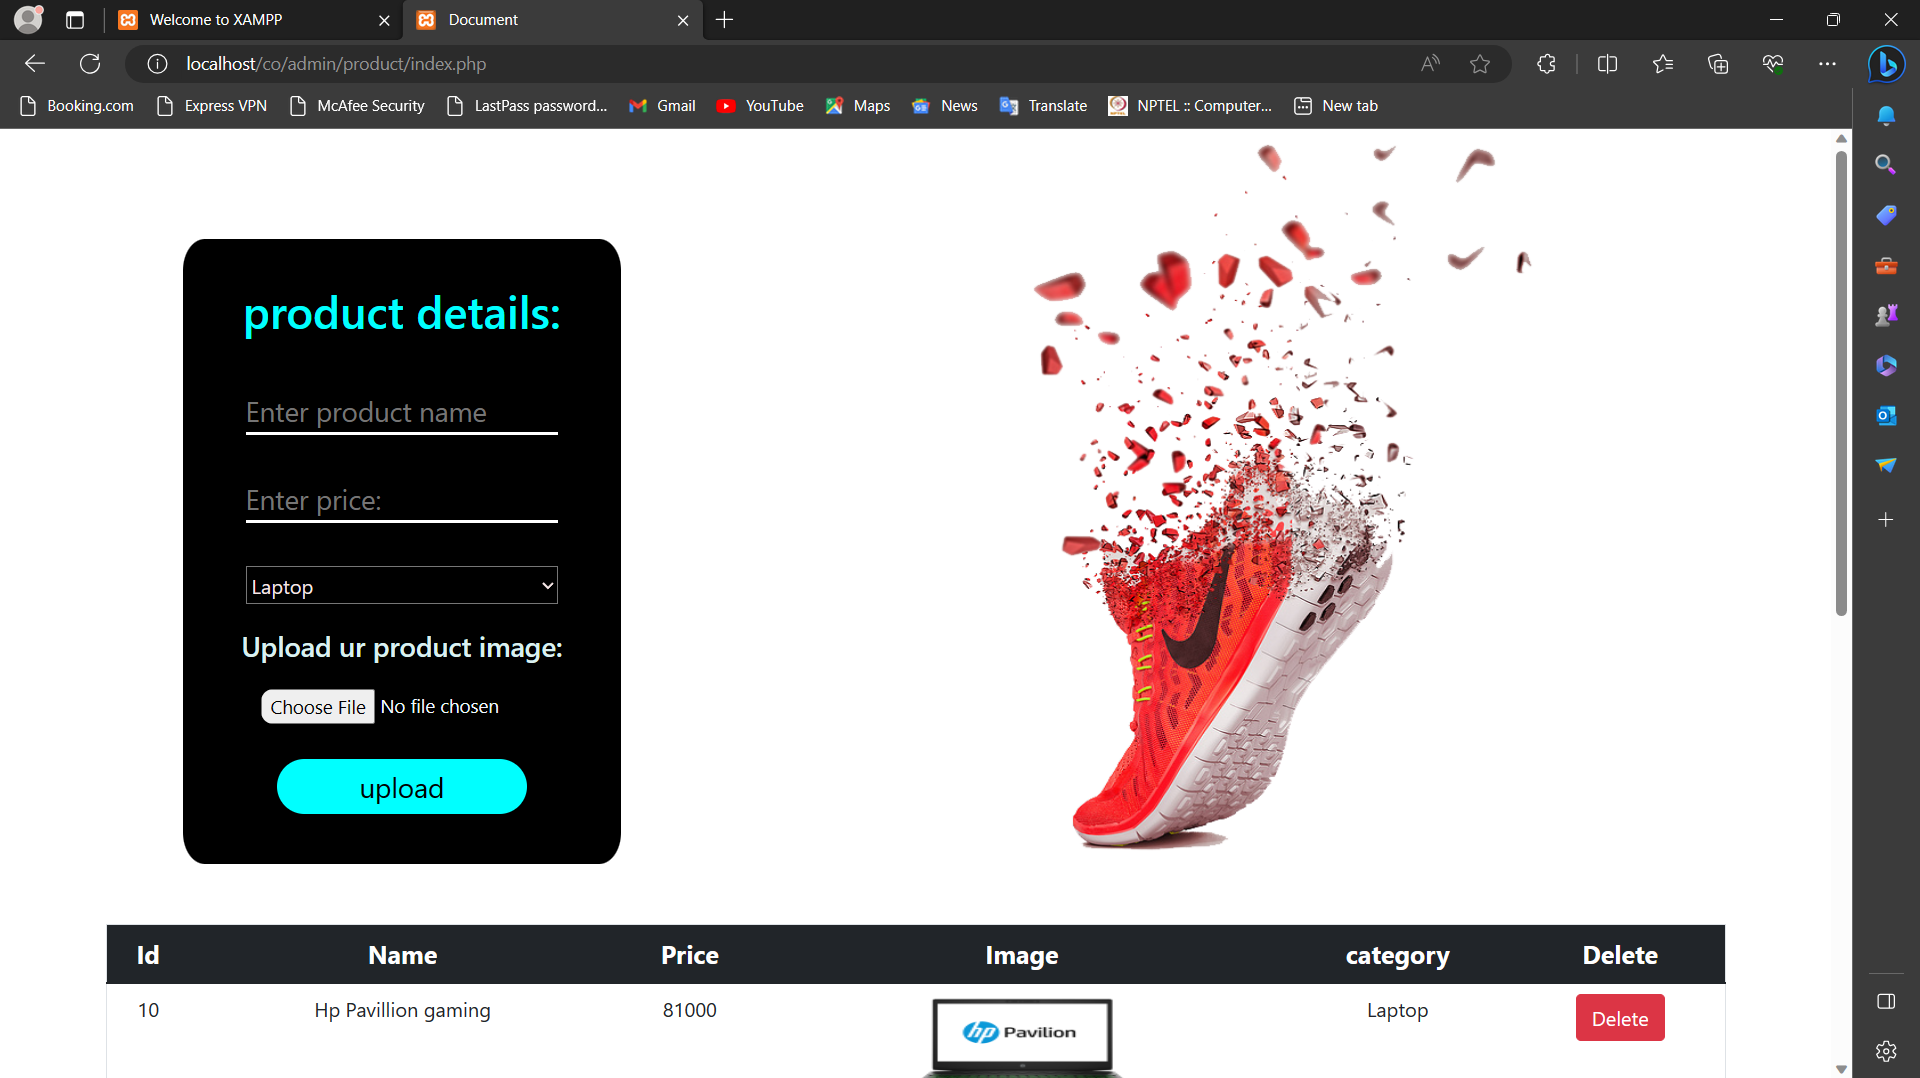 Welcome to XAMPP
Document
localhost/co/admin/product/index.php
Booking.com
Express VPN
McAfee Security
LastPass password...
Gmail
YouTube
Maps
News
Translate
NPTEL :: Computer...
New tab
product details:
Enter product name
Enter price:
Laptop
Upload ur product image:
Choose File No file chosen
upload
Id Name Price Image category Delete
10 Hp Pavillion gaming 81000 hp Pavilion Laptop Delete